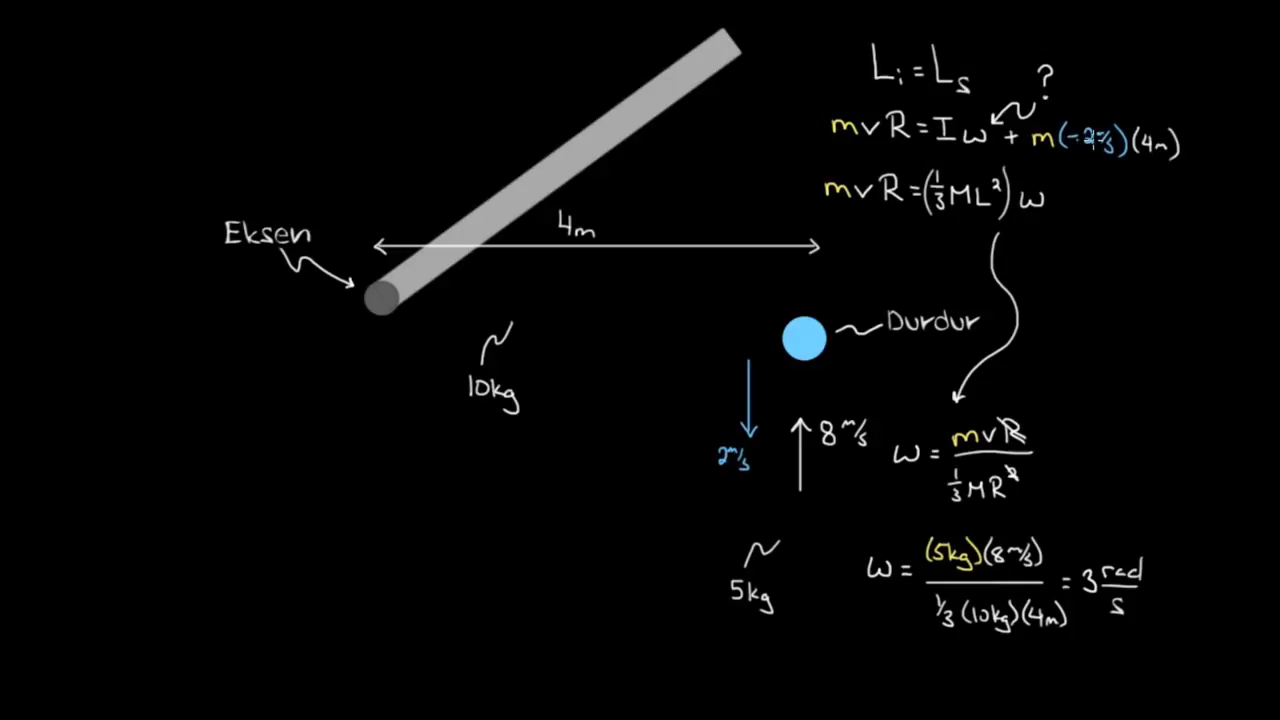 Lᵢ = Lₛ
?
mvR = Iω + m(-2m/s)(4m)
mvR = (1/3 ML²) ω
4m
Eksen
Durdur
10kg
8 m/s
2m/s
ω = mvR / 1/3 MR²
ω = (5kg)(8m/s) / 1/3 (10kg)(4m) = 3 rad/s
5kg